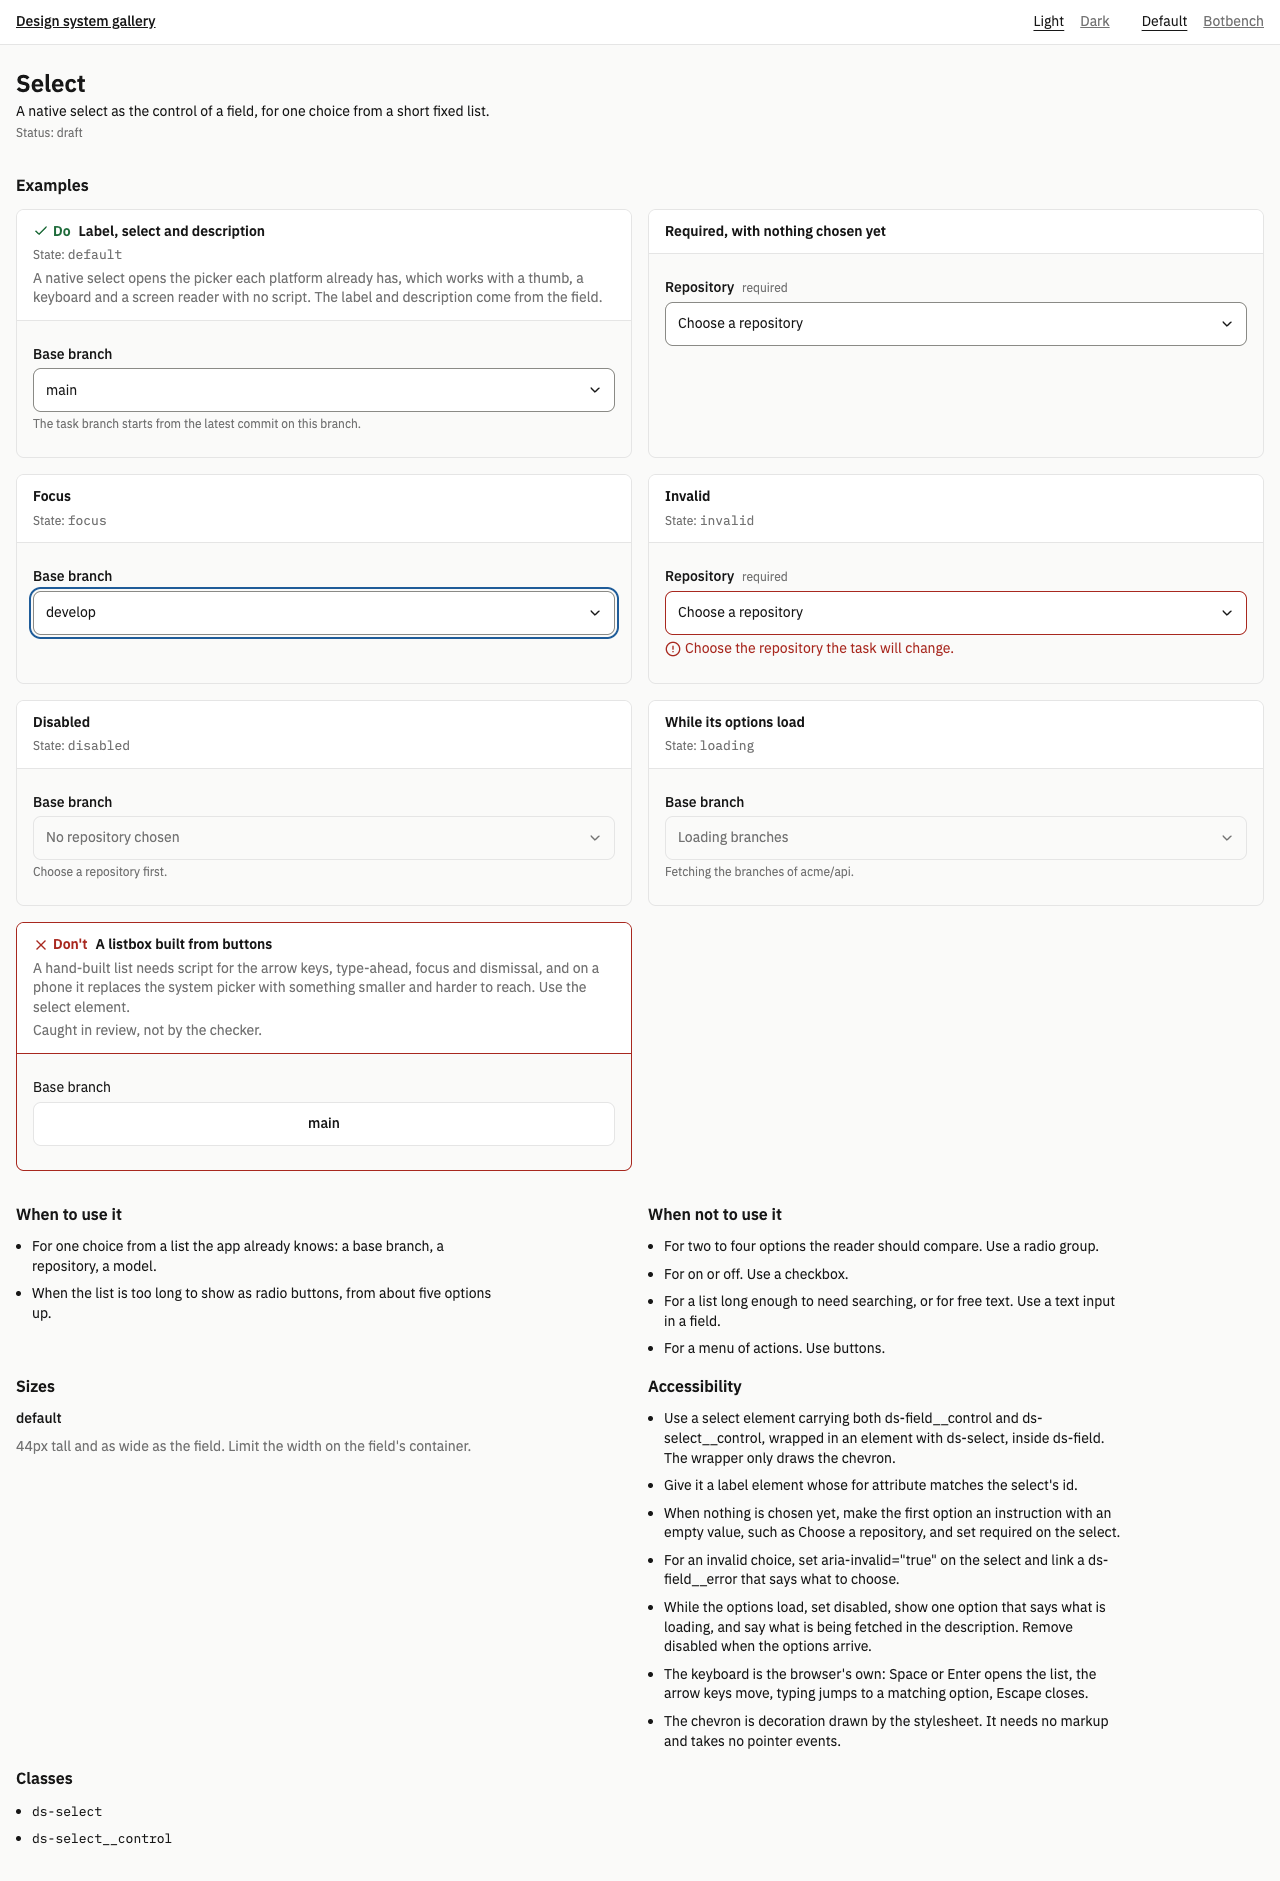 Design system gallery
Light Dark Default Botbench
Select
A native select as the control of a field, for one choice from a short fixed list.
Status: draft
Examples
Do Label, select and description
State: default
A native select opens the picker each platform already has, which works with a thumb, a
keyboard and a screen reader with no script. The label and description come from the field.
Base branch
main
The task branch starts from the latest commit on this branch.
Required, with nothing chosen yet
Repository required
Choose a repository
Focus
State: focus
Base branch
develop
Invalid
State: invalid
Repository required
Choose a repository
Choose the repository the task will change.
Disabled
State: disabled
Base branch
No repository chosen
Choose a repository first.
While its options load
State: loading
Base branch
Loading branches
Fetching the branches of acme/api.
Don't A listbox built from buttons
A hand-built list needs script for the arrow keys, type-ahead, focus and dismissal, and on a
phone it replaces the system picker with something smaller and harder to reach. Use the
select element.
Caught in review, not by the checker.
Base branch
main
When to use it
For one choice from a list the app already knows: a base branch, a
repository, a model.
When the list is too long to show as radio buttons, from about five options
up.
When not to use it
For two to four options the reader should compare. Use a radio group.
For on or off. Use a checkbox.
For a list long enough to need searching, or for free text. Use a text input
in a field.
For a menu of actions. Use buttons.
Sizes
default
44px tall and as wide as the field. Limit the width on the field's container.
Accessibility
Use a select element carrying both ds-field__control and ds-
select__control, wrapped in an element with ds-select, inside ds-field.
The wrapper only draws the chevron.
Give it a label element whose for attribute matches the select's id.
When nothing is chosen yet, make the first option an instruction with an
empty value, such as Choose a repository, and set required on the select.
For an invalid choice, set aria-invalid="true" on the select and link a ds-
field__error that says what to choose.
While the options load, set disabled, show one option that says what is
loading, and say what is being fetched in the description. Remove
disabled when the options arrive.
The keyboard is the browser's own: Space or Enter opens the list, the
arrow keys move, typing jumps to a matching option, Escape closes.
The chevron is decoration drawn by the stylesheet. It needs no markup
and takes no pointer events.
Classes
ds-select
ds-select__control